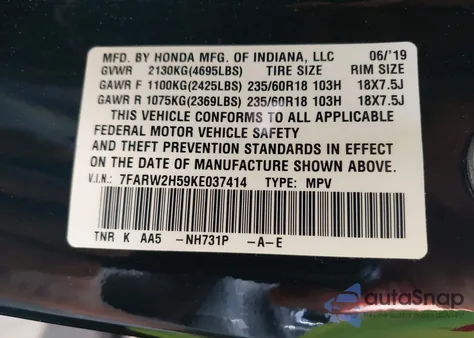 MFD. BY HONDA MFG. OF INDIANA, LLC 06/'19
GVWR 2130KG(4695LBS) TIRE SIZE RIM SIZE
GAWR F 1100KG(2425LBS) 235/60R18 103H 18X7.5J
GAWR R 1075KG(2369LBS) 235/60R18 103H 18X7.5J
THIS VEHICLE CONFORMS TO ALL APPLICABLE
FEDERAL MOTOR VEHICLE SAFETY
AND THEFT PREVENTION STANDARDS IN EFFECT
ON THE DATE OF MANUFACTURE SHOWN ABOVE.
V.I.N.: 7FARW2H59KE037414 TYPE: MPV
TNR K AA5 -NH731P -A-E
autoSnap